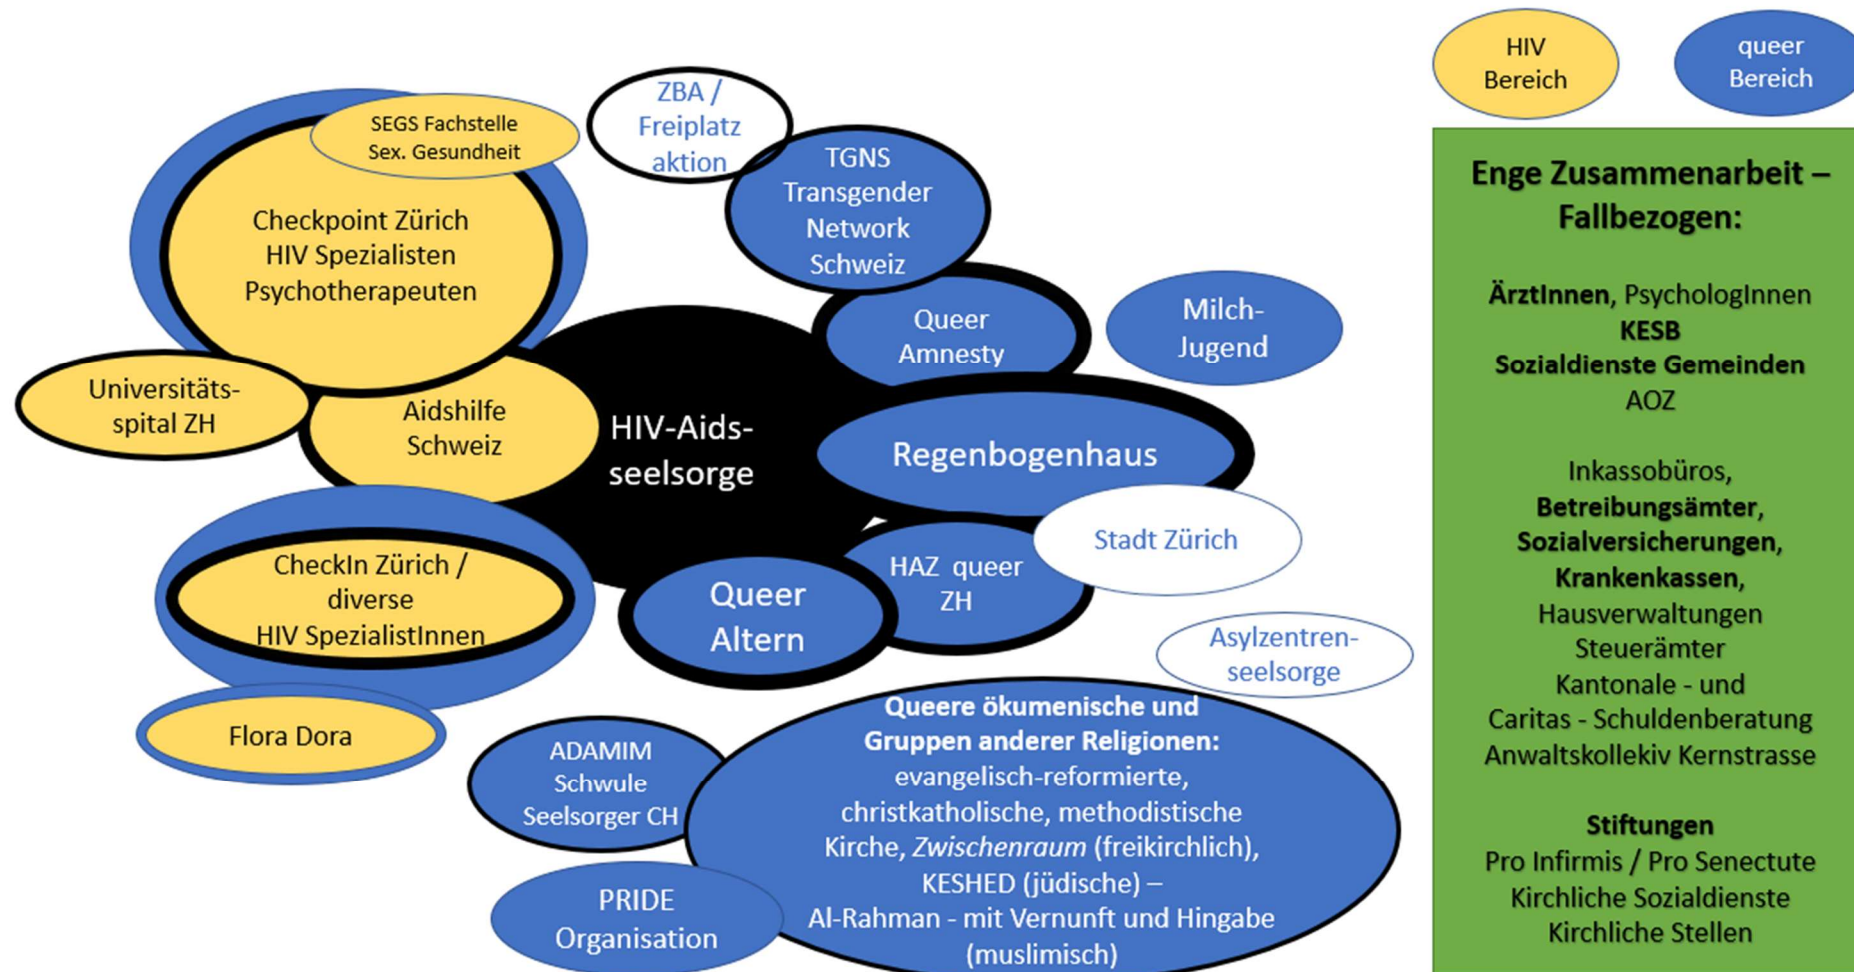 HIV
Bereich
queer
Bereich
SEGS Fachstelle
Sex. Gesundheit
Checkpoint Zürich
HIV Spezialisten
Psychotherapeuten
Universitäts-
spital ZH
Aidshilfe
Schweiz
CheckIn Zürich /
diverse
HIV SpezialistInnen
Flora Dora
HIV-Aids-
seelsorge
ZBA /
Freiplatz
aktion
TGNS
Transgender
Network
Schweiz
Queer
Amnesty
Milch-
Jugend
Regenbogenhaus
Stadt Zürich
HAZ queer
ZH
Queer
Altern
Asylzentren-
seelsorge
ADAMIM
Schwule
Seelsorger CH
PRIDE
Organisation
Queere ökumenische und
Gruppen anderer Religionen:
evangelisch-reformierte,
christkatholische, methodistische
Kirche, Zwischenraum (freikirchlich),
KESHED (jüdische) –
Al-Rahman - mit Vernunft und Hingabe
(muslimisch)
Enge Zusammenarbeit –
Fallbezogen:
ÄrztInnen, PsychologInnen
KESB
Sozialdienste Gemeinden
AOZ
Inkassobüros,
Betreibungsämter,
Sozialversicherungen,
Krankenkassen,
Hausverwaltungen
Steuerämter
Kantonale - und
Caritas - Schuldenberatung
Anwaltskollekiv Kernstrasse
Stiftungen
Pro Infirmis / Pro Senectute
Kirchliche Sozialdienste
Kirchliche Stellen